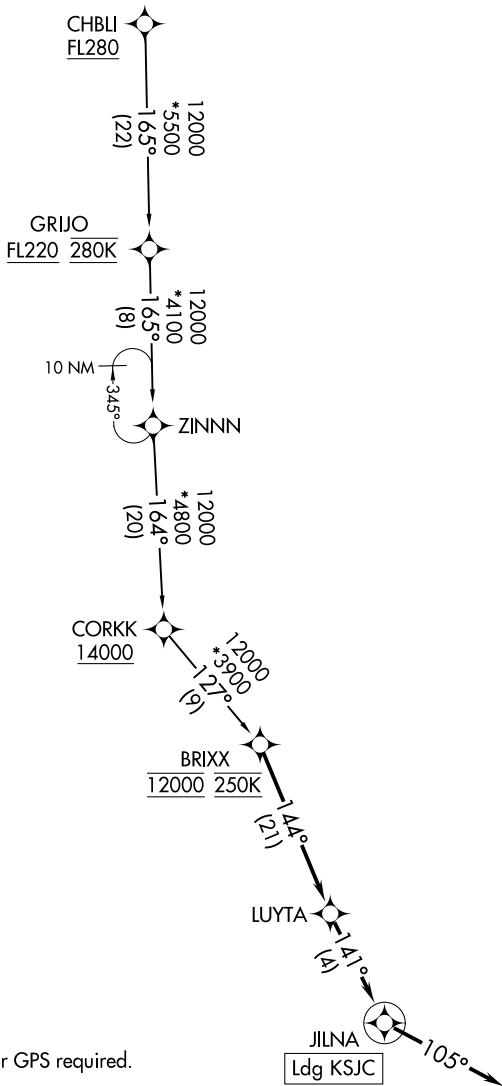 CHBLI
FL280
12000
*5500
165°
(22)
GRIJO
FL220 280K
12000
*4100
165°
(8)
10 NM
345°
ZINNN
12000
*4800
164°
(20)
CORKK
14000
12000
*3900
127°
(9)
BRIXX
12000 250K
144°
(21)
LUYTA
141°
(4)
JILNA
Ldg KSJC
105°
r GPS required.